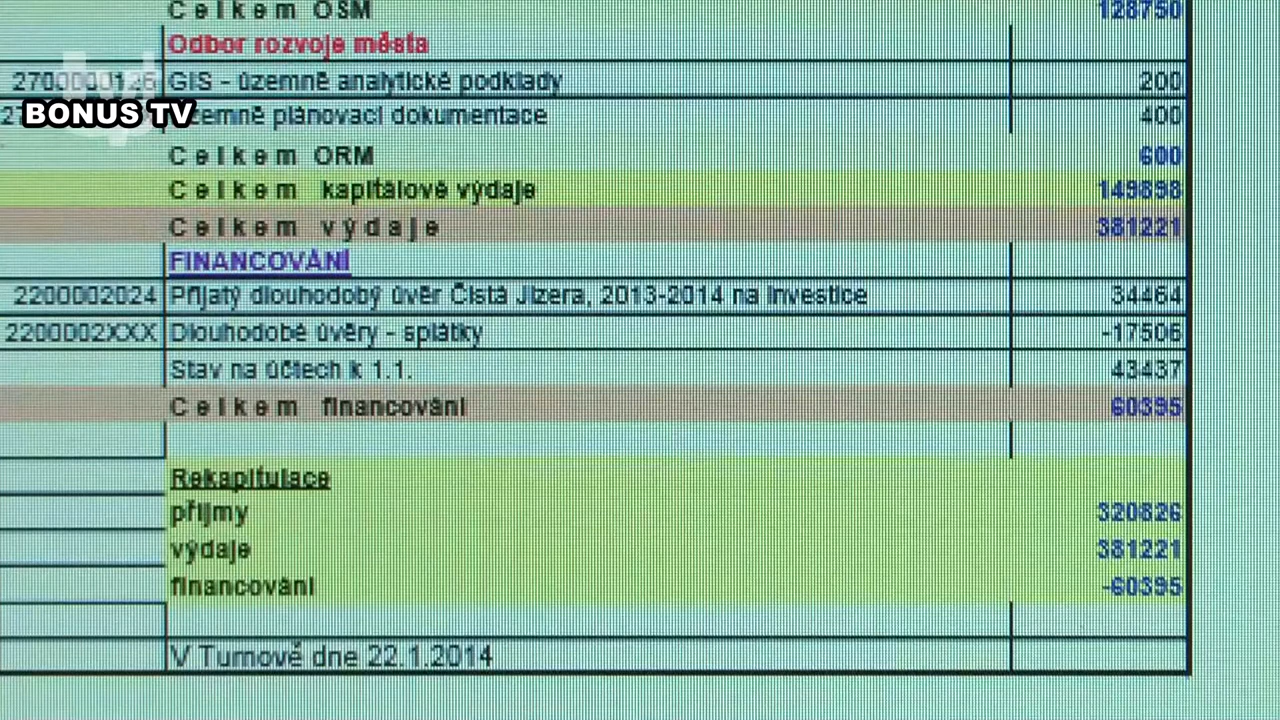 Celkem OSM 128750
Odbor rozvoje města
2700000126 GIS - územně analytické podklady 200
územně plánovací dokumentace 400
Celkem ORM 600
Celkem kapitálové výdaje 149898
Celkem výdaje 381221
FINANCOVÁNÍ
2200002024 Přijatý dlouhodobý úvěr Čistá Jizera, 2013-2014 na investice 34464
2200002XXX Dlouhodobé úvěry - splátky -17506
Stav na účtech k 1.1. 43437
Celkem financování 60395
Rekapitulace
příjmy 320826
výdaje 381221
financování -60395
V Turnově dne 22.1.2014
BONUS TV